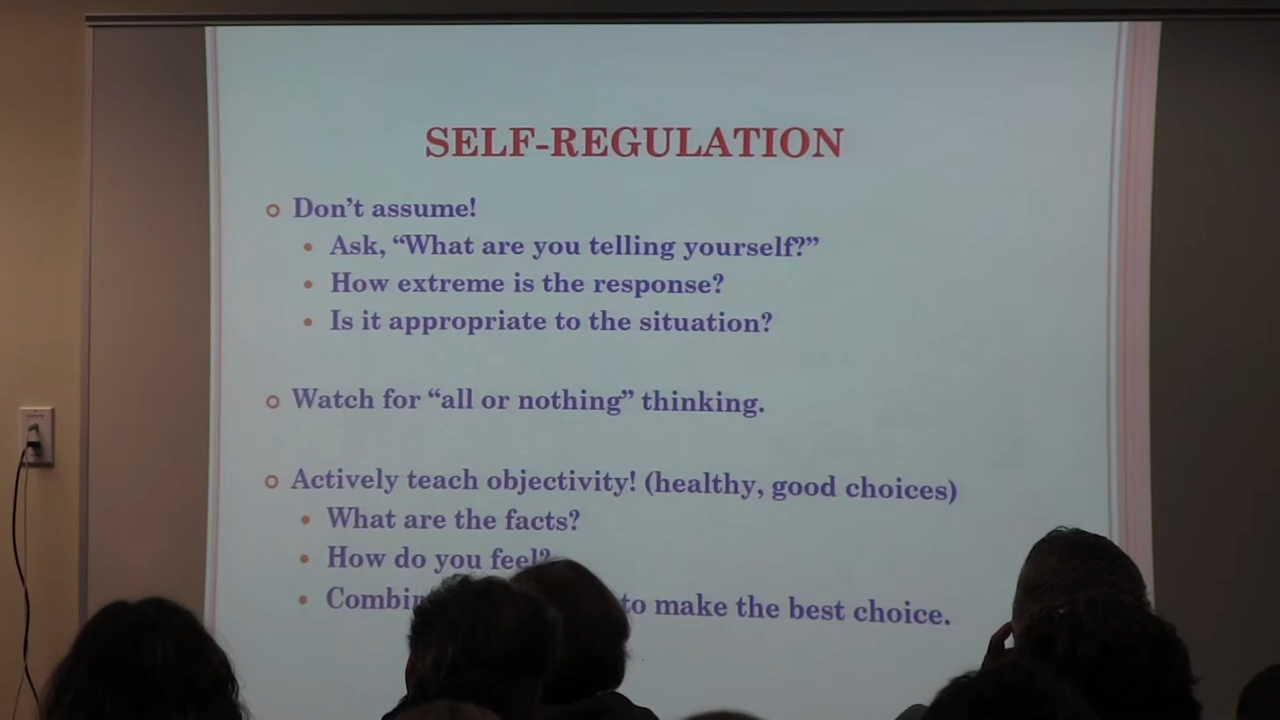 SELF-REGULATION
Don't assume!
Ask, “What are you telling yourself?”
How extreme is the response?
Is it appropriate to the situation?
Watch for “all or nothing” thinking.
Actively teach objectivity! (healthy, good choices)
What are the facts?
How do you feel?
to make the best choice.